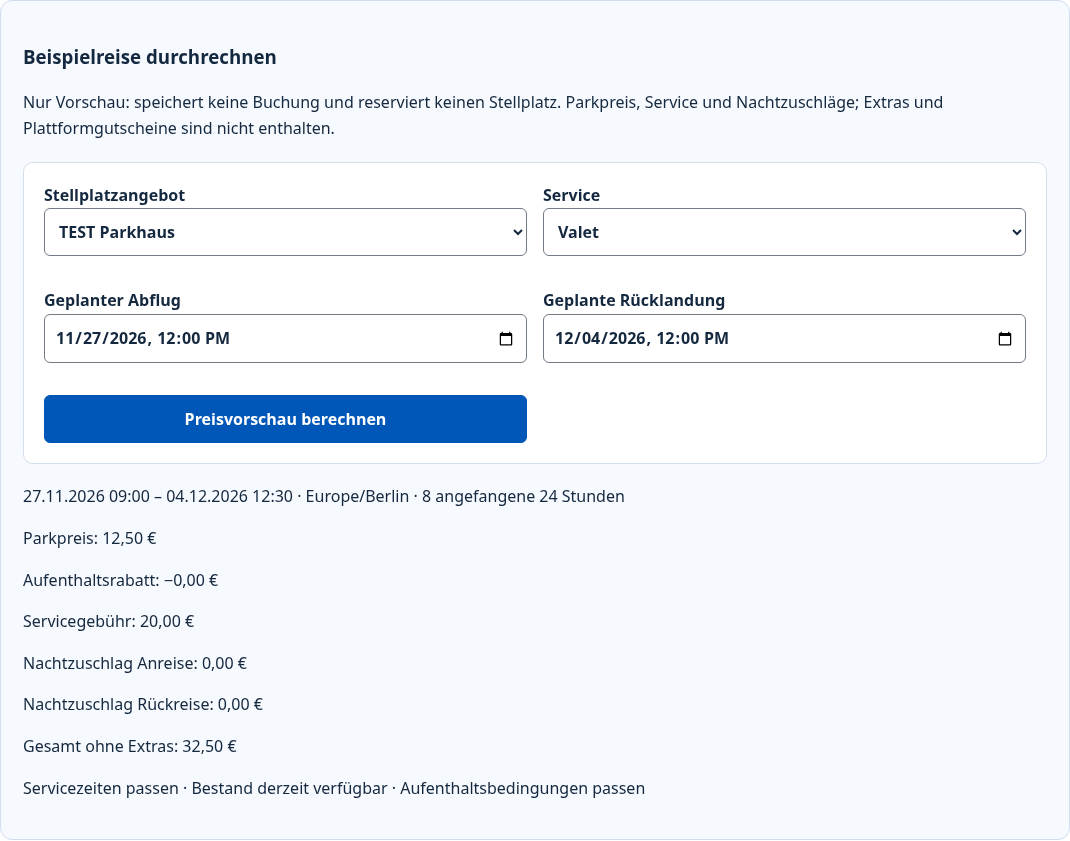 Beispielreise durchrechnen
Nur Vorschau: speichert keine Buchung und reserviert keinen Stellplatz. Parkpreis, Service und Nachtzuschläge; Extras und
Plattformgutscheine sind nicht enthalten.
Stellplatzangebot
Service
TEST Parkhaus
Valet
Geplanter Abflug
Geplante Rücklandung
11/27/2026, 12:00 PM
12/04/2026, 12:00 PM
Preisvorschau berechnen
27.11.2026 09:00 – 04.12.2026 12:30 · Europe/Berlin · 8 angefangene 24 Stunden
Parkpreis: 12,50 €
Aufenthaltsrabatt: −0,00 €
Servicegebühr: 20,00 €
Nachtzuschlag Anreise: 0,00 €
Nachtzuschlag Rückreise: 0,00 €
Gesamt ohne Extras: 32,50 €
Servicezeiten passen · Bestand derzeit verfügbar · Aufenthaltsbedingungen passen